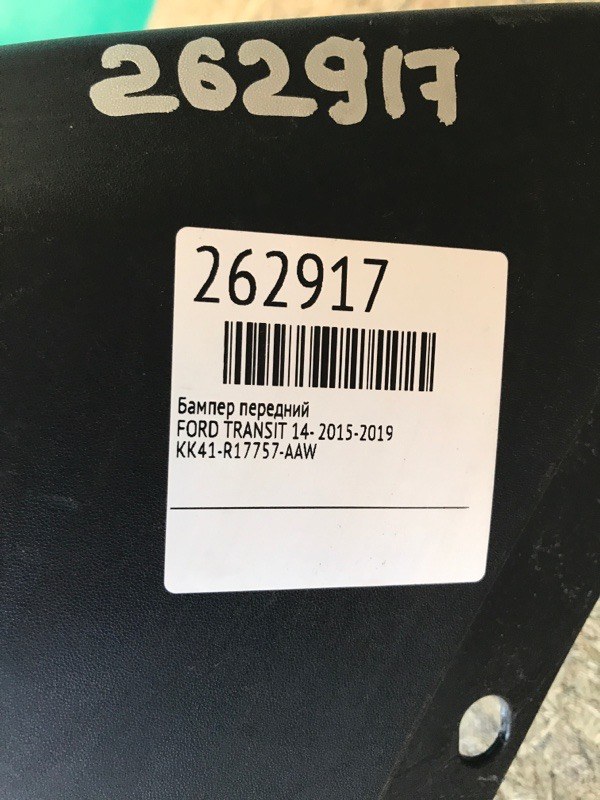 262917
262917
Бампер передний
FORD TRANSIT 14- 2015-2019
KK41-R17757-AAW